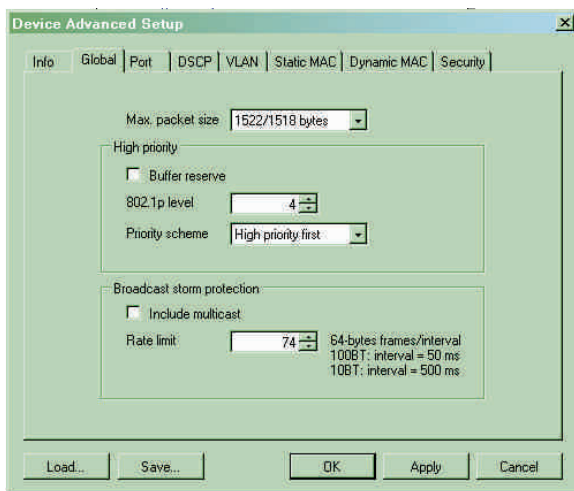 Device Advanced Setup
Info Global Port DSCP VLAN Static MAC Dynamic MAC Security
Max. packet size 1522/1518 bytes
High priority
Buffer reserve
802.1p level 4
Priority scheme High priority first
Broadcast storm protection
Include multicast
Rate limit 74 64-bytes frames/interval
100BT: interval = 50 ms
10BT: interval = 500 ms
Load... Save... OK Apply Cancel